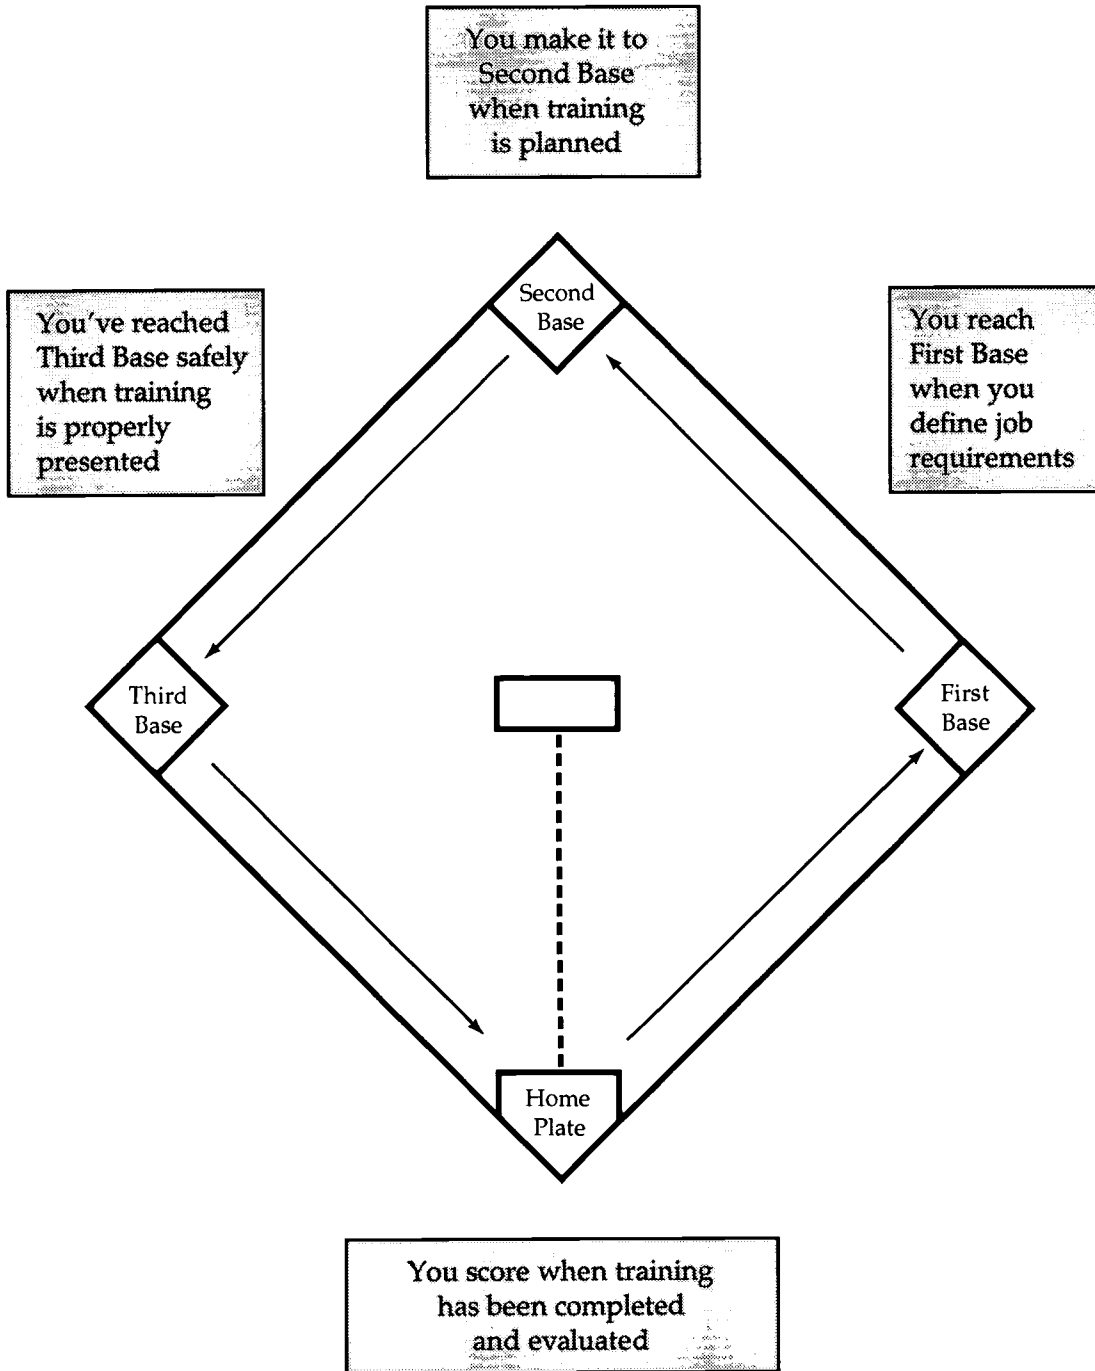 You make it to
Second Base
when training
is planned
Second
Base
You've reached
Third Base safely
when training
is properly
presented
You reach
First Base
when you
define job
requirements
Third
Base
First
Base
Home
Plate
You score when training
has been completed
and evaluated